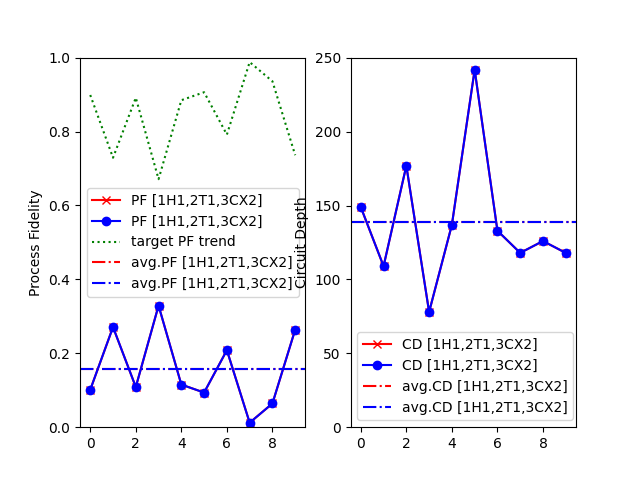 Process Fidelity
1.0
0.8
0.6
0.4
0.2
0.0
0
2
4
6
8
PF [1H1,2T1,3CX2]
PF [1H1,2T1,3CX2]
target PF trend
avg.PF [1H1,2T1,3CX2]
avg.PF [1H1,2T1,3CX2]
Circuit Depth
250
200
150
100
50
0
0
2
4
6
8
CD [1H1,2T1,3CX2]
CD [1H1,2T1,3CX2]
avg.CD [1H1,2T1,3CX2]
avg.CD [1H1,2T1,3CX2]